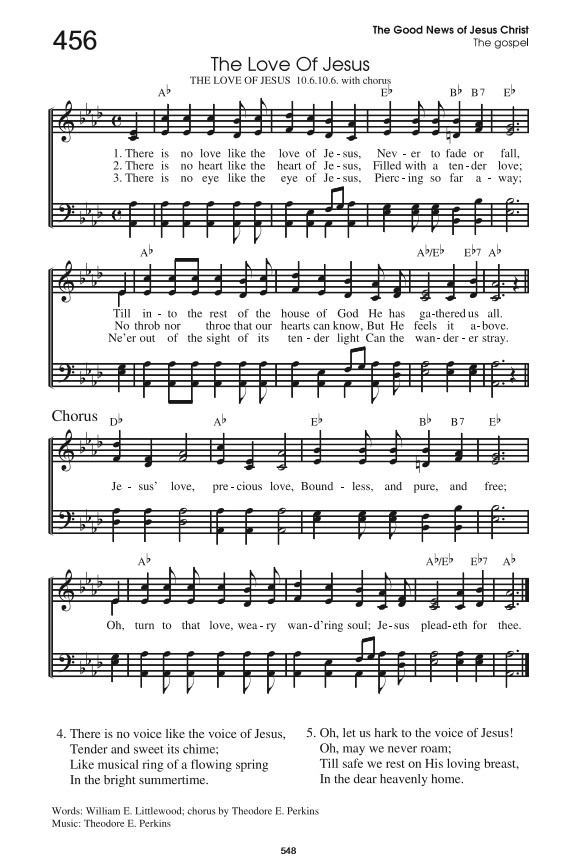 456
The Good News of Jesus Christ
The gospel
The Love Of Jesus
THE LOVE OF JESUS 10.6.10.6. with chorus
A♭ E♭ B♭ B7 E♭
1. There is no love like the love of Je - sus, Nev - er to fade or fall,
2. There is no heart like the heart of Je - sus, Filled with a ten - der love;
3. There is no eye like the eye of Je - sus, Pierc - ing so far a - way;
A♭ A♭/E♭ E♭7 A♭
Till in - to the rest of the house of God He has gath-ered us all.
No throb nor throe that our hearts can know, But He feels it a - bove.
Ne'er out of the sight of its ten - der light Can the wan - der - er stray.
Chorus
D♭ A♭ E♭ B♭ B7 E♭
Je - sus' love, pre - cious love, Bound - less, and pure, and free;
A♭ A♭/E♭ E♭7 A♭
Oh, turn to that love, wea - ry wand'ring soul; Je - sus plead-eth for thee.
4. There is no voice like the voice of Jesus,
Tender and sweet its chime;
Like musical ring of a flowing spring
In the bright summertime.
5. Oh, let us hark to the voice of Jesus!
Oh, may we never roam;
Till safe we rest on His loving breast,
In the dear heavenly home.
Words: William E. Littlewood; chorus by Theodore E. Perkins
Music: Theodore E. Perkins
548